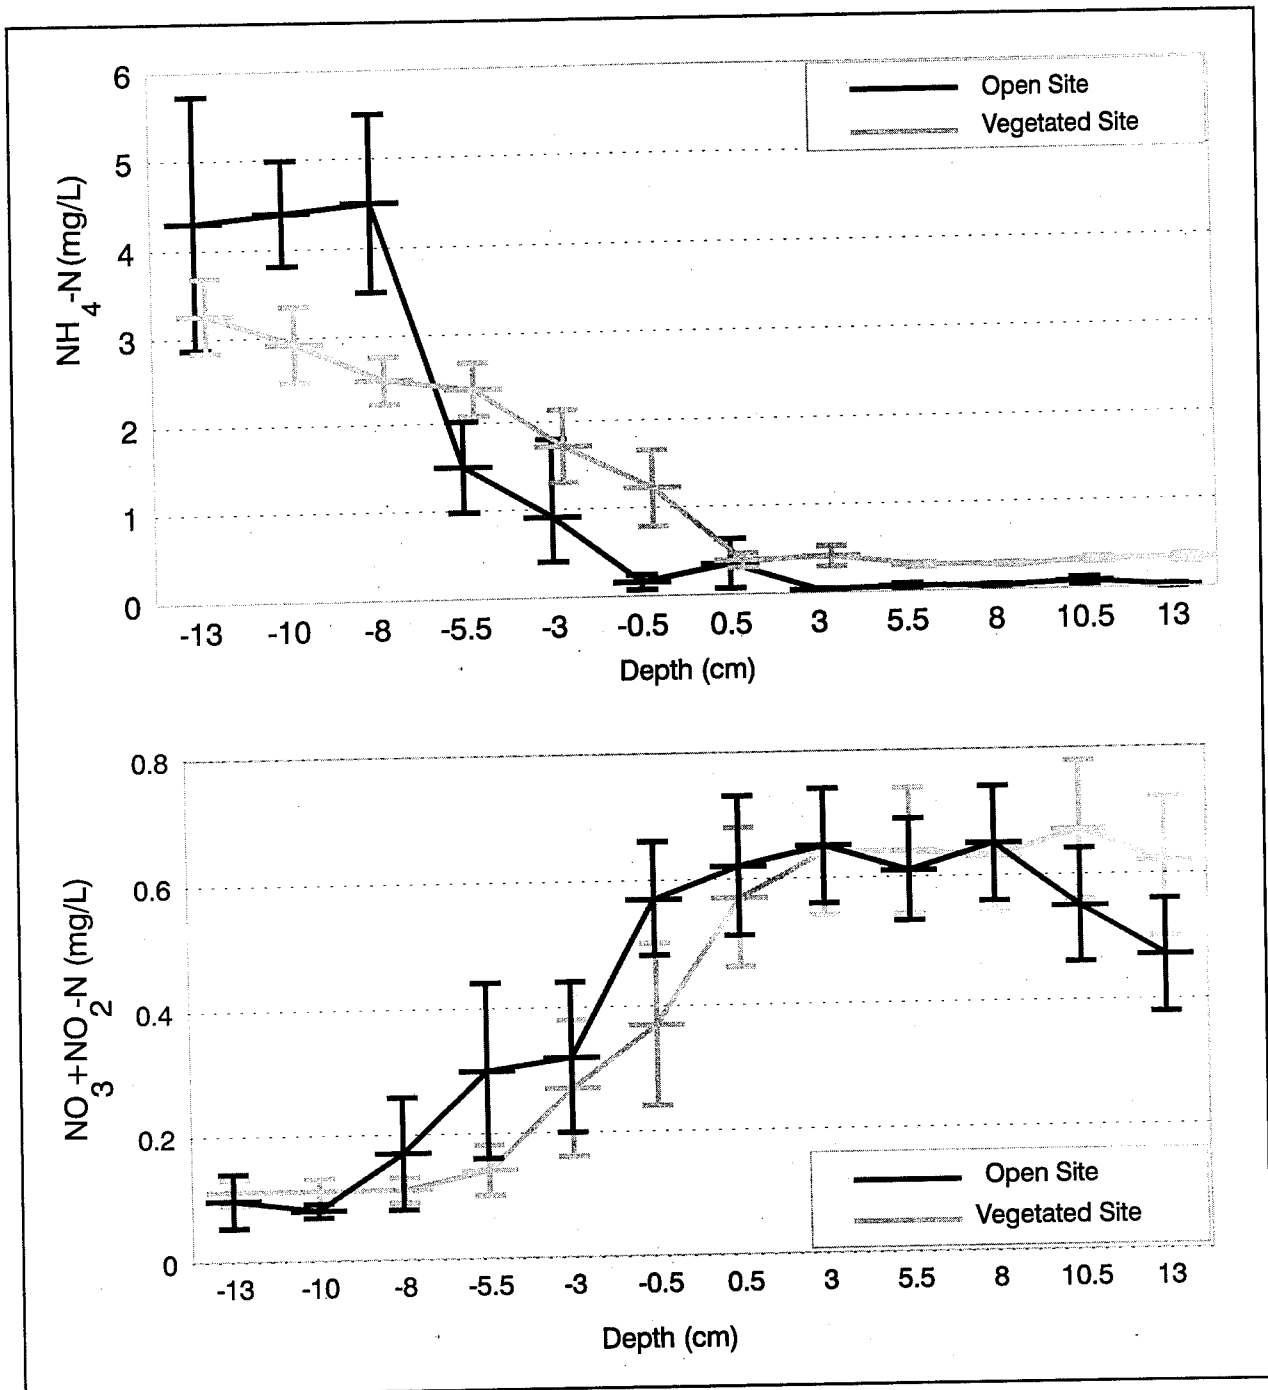 6
Open Site
Vegetated Site
5
4
3
2
1
0
NH4-N (mg/L)
-13 -10 -8 -5.5 -3 -0.5 0.5 3 5.5 8 10.5 13
Depth (cm)
0.8
0.6
0.4
0.2
0
NO3+NO2-N (mg/L)
Open Site
Vegetated Site
-13 -10 -8 -5.5 -3 -0.5 0.5 3 5.5 8 10.5 13
Depth (cm)